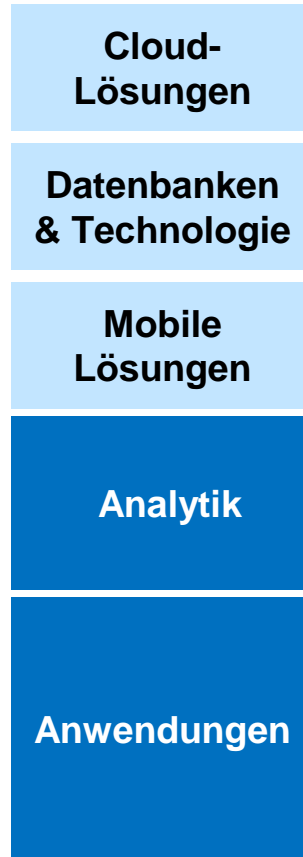 Cloud-
Lösungen
Datenbanken
& Technologie
Mobile
Lösungen
Analytik
Anwendungen